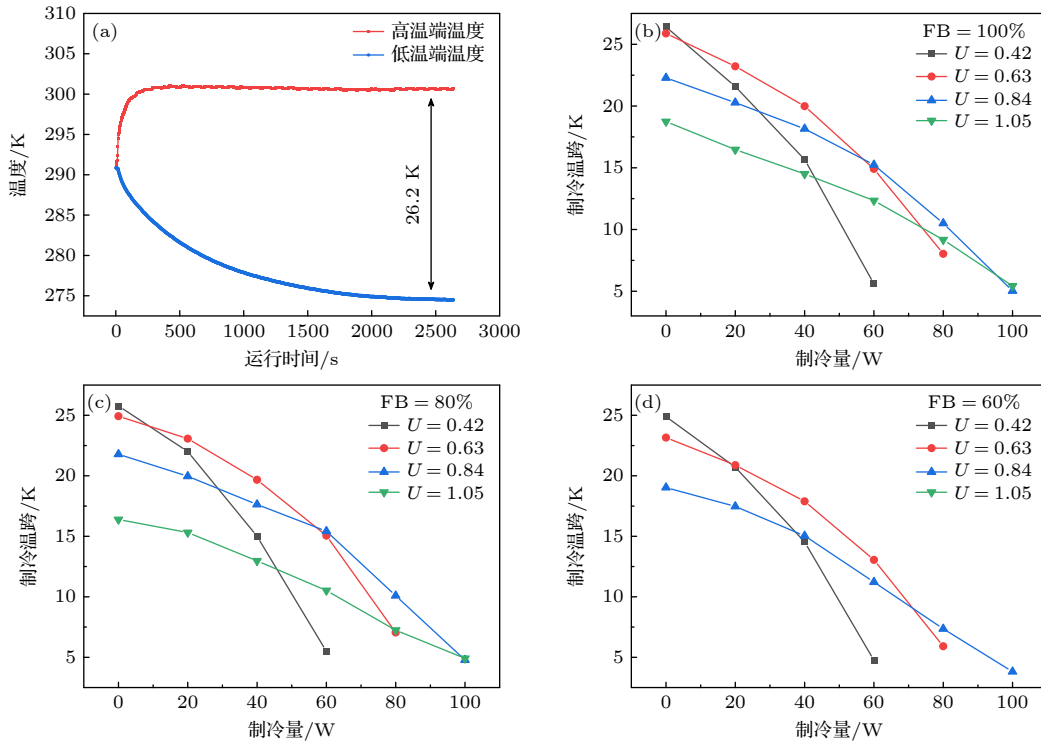 (a)
高温端温度
低温端温度
26.2 K
温度/K
310
305
300
295
290
285
280
275
0 500 1000 1500 2000 2500 3000
运行时间/s
(b)
FB = 100%
U = 0.42
U = 0.63
U = 0.84
U = 1.05
制冷温跨/K
25
20
15
10
5
0 20 40 60 80 100
制冷量/W
(c)
FB = 80%
U = 0.42
U = 0.63
U = 0.84
U = 1.05
制冷温跨/K
25
20
15
10
5
0 20 40 60 80 100
制冷量/W
(d)
FB = 60%
U = 0.42
U = 0.63
U = 0.84
制冷温跨/K
25
20
15
10
5
0 20 40 60 80 100
制冷量/W